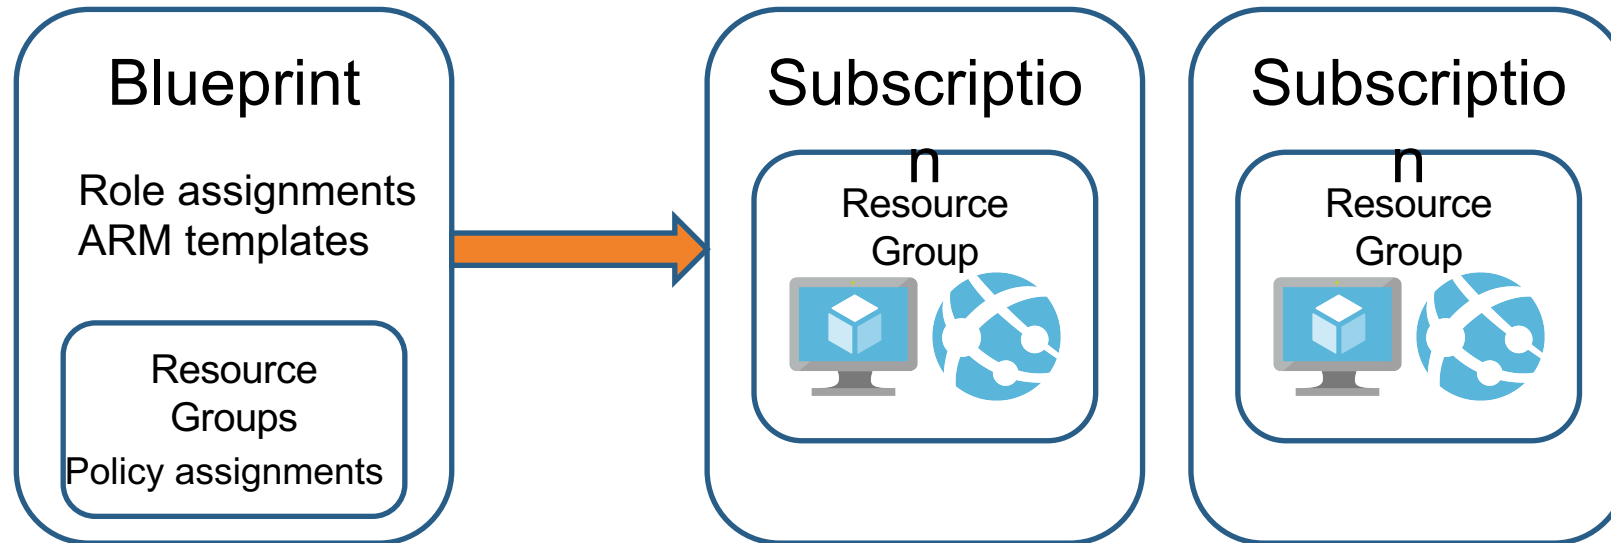 Blueprint
Role assignments
ARM templates
Resource
Groups
Policy assignments
Subscriptio
n
Resource
Group
Subscriptio
n
Resource
Group